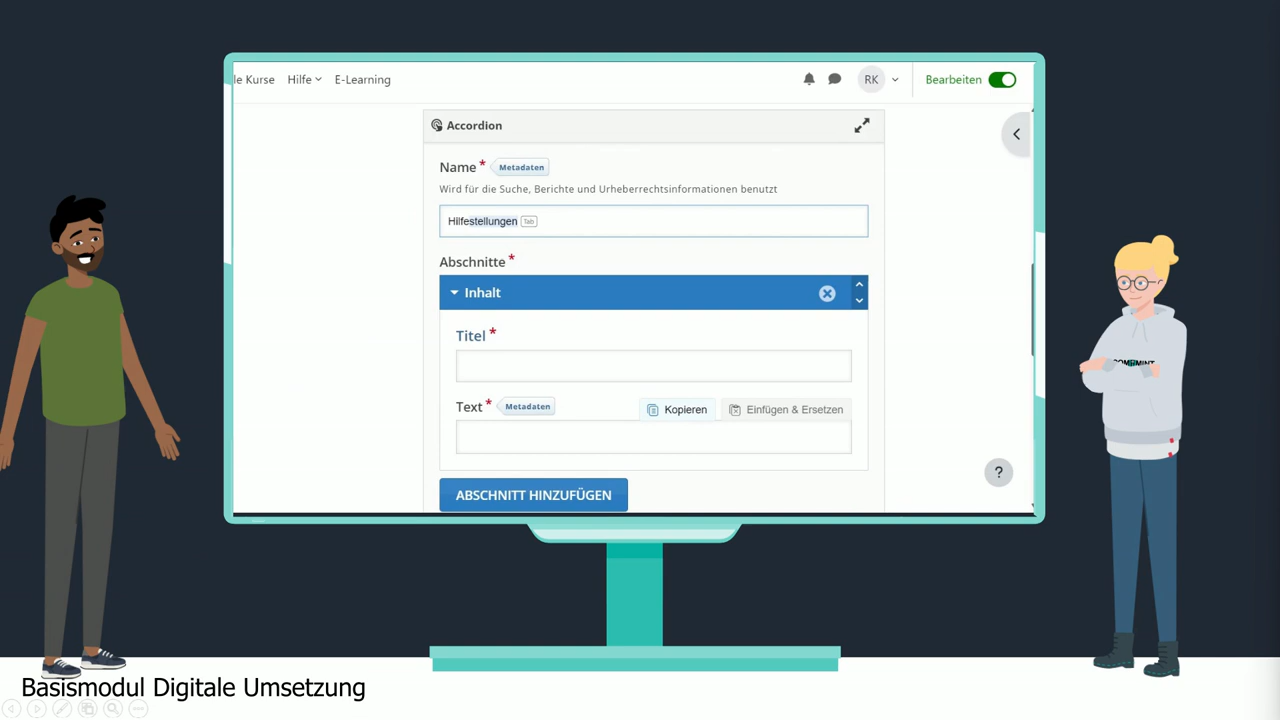 le Kurse Hilfe E-Learning RK Bearbeiten
Accordion
Name * Metadaten
Wird für die Suche, Berichte und Urheberrechtsinformationen benutzt
Hilfestellungen Tab
Abschnitte *
Inhalt
Titel *
Text * Metadaten Kopieren Einfügen & Ersetzen
ABSCHNITT HINZUFÜGEN
?
Basismodul Digitale Umsetzung